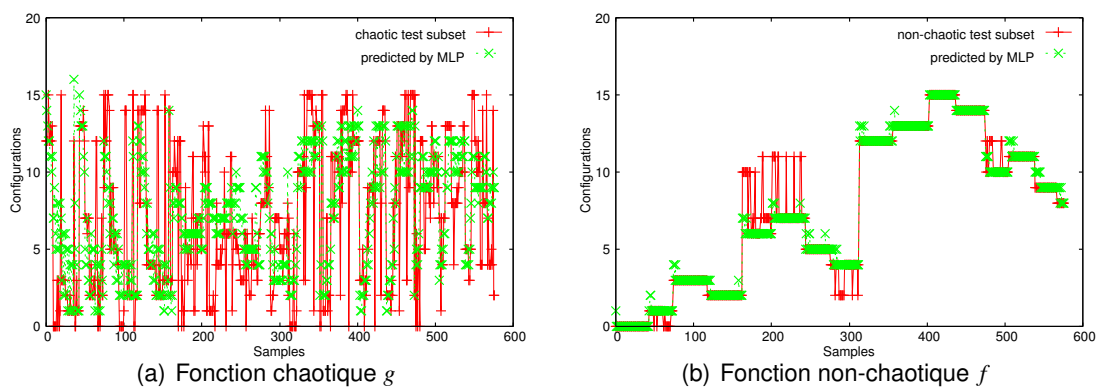 20
15
10
5
0
Configurations
chaotic test subset
predicted by MLP
0 100 200 300 400 500 600
Samples
(a) Fonction chaotique g
20
15
10
5
0
Configurations
non-chaotic test subset
predicted by MLP
0 100 200 300 400 500 600
Samples
(b) Fonction non-chaotique f